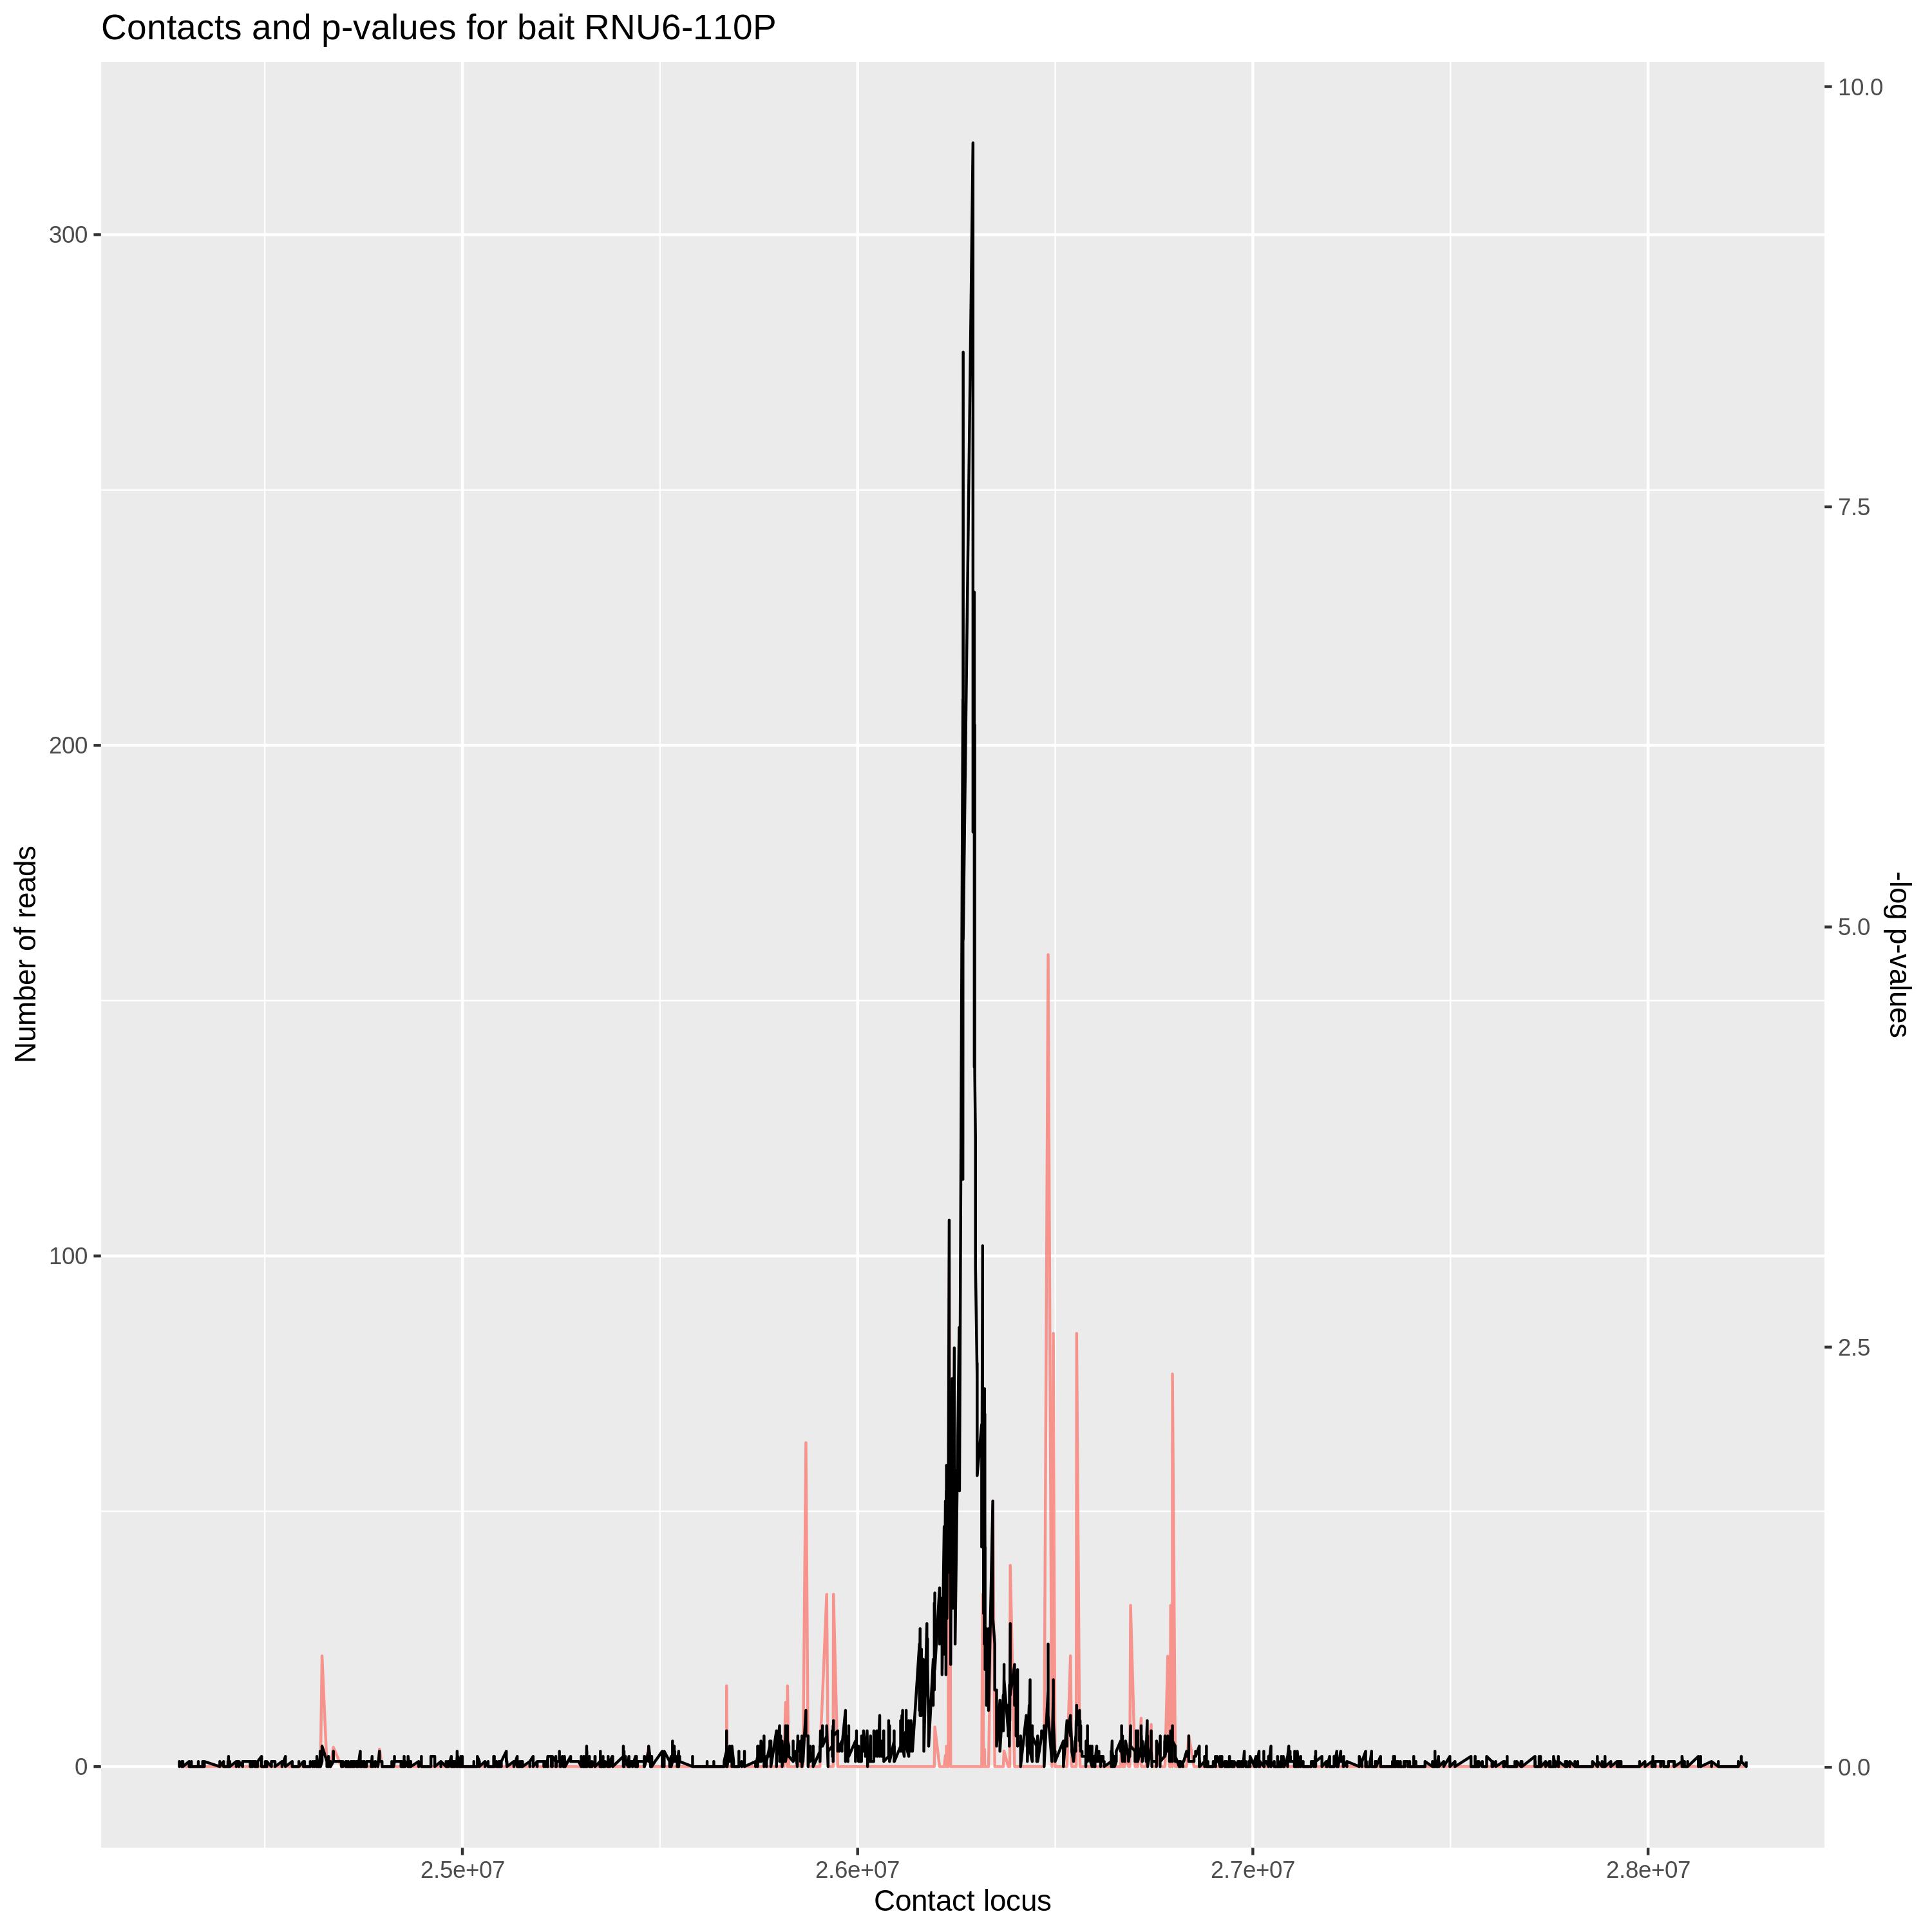 Contacts and p-values for bait RNU6-110P
10.0
300
7.5
200
Number of reads
-log p-values
5.0
100
2.5
0
0.0
2.5e+07
2.6e+07
2.7e+07
2.8e+07
Contact locus